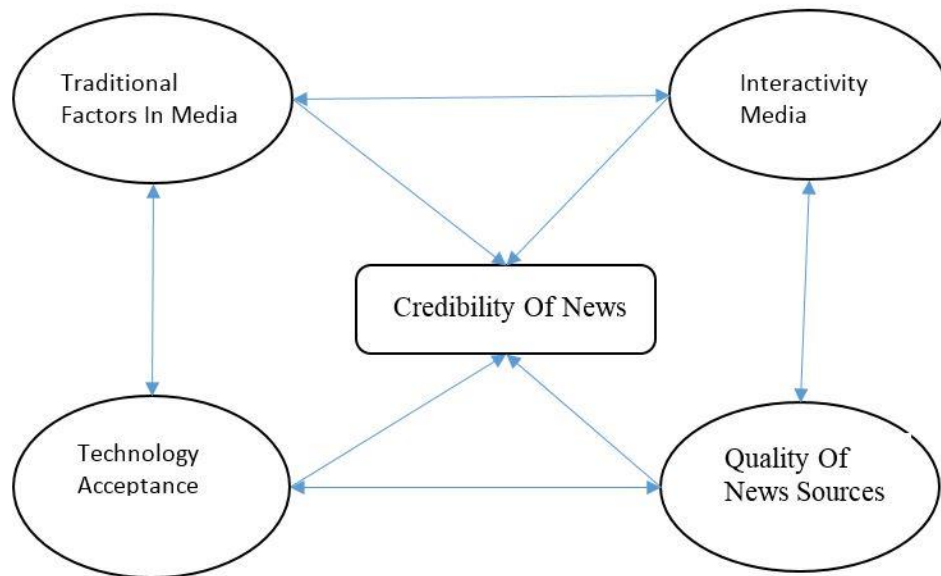 Traditional
Factors In Media
Interactivity
Media
Credibility Of News
Technology
Acceptance
Quality Of
News Sources